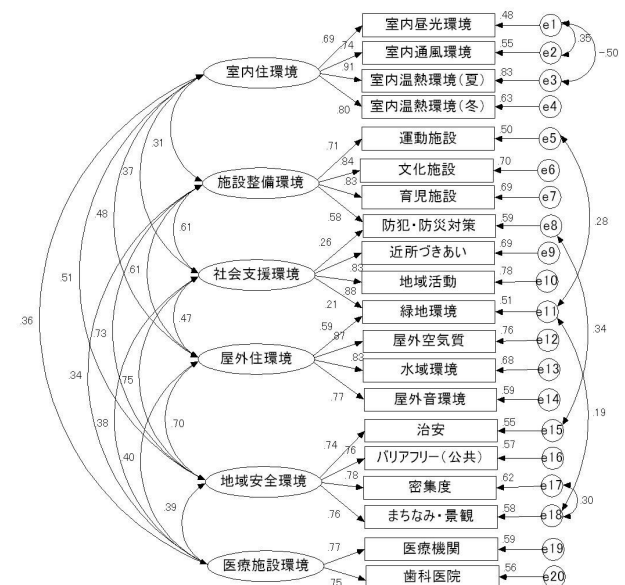 室内昼光環境 .48 e1
.69 .35
.74 室内通風環境 .55 e2 -.50
.91
室内住環境 室内温熱環境(夏) .83 e3
.80 室内温熱環境(冬) .63 e4
.31 運動施設 .50 e5
.37 .71
.84 文化施設 .70 e6
施設整備環境 .83 育児施設 .69 e7
.48 .58 防犯・防災対策 .59 e8 .28
.61 .26 近所づきあい .69 e9
.51 .61 社会支援環境 .83 地域活動 .78 e10
.88
.36 .47 .21 緑地環境 .51 e11
.59
.73 .87 屋外空気質 .76 e12 .34
.34 屋外住環境 .83 水域環境 .68 e13
.75 .77 屋外音環境 .59 e14
.38 .70 治安 .55 e15 .19
.74
.40 .76 バリアフリー(公共) .57 e16
地域安全環境 .78 密集度 .62 e17
.30
.39 .76 まちなみ・景観 .58 e18
.77 医療機関 .59 e19
医療施設環境 .75 歯科医院 .56 e20